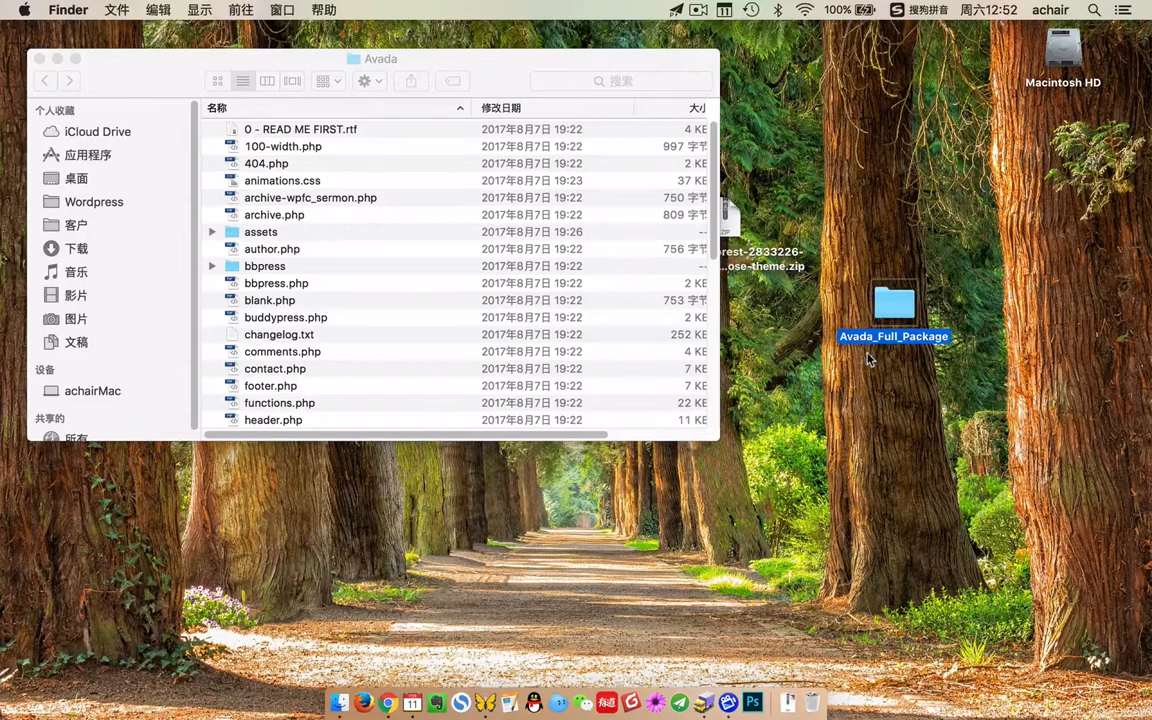 Finder 文件 编辑 显示 前往 窗口 帮助 11 100% S 搜狗拼音 周六12:52 achair
Macintosh HD
Avada
搜索
个人收藏
iCloud Drive
应用程序
桌面
Wordpress
客户
下载
音乐
影片
图片
文稿
设备
achairMac
共享的
所有
名称 修改日期 大小
0 - READ ME FIRST.rtf 2017年8月7日 19:22 4 KB
100-width.php 2017年8月7日 19:22 997 字节
404.php 2017年8月7日 19:22 2 KB
animations.css 2017年8月7日 19:23 37 KB
archive-wpfc_sermon.php 2017年8月7日 19:22 750 字节
archive.php 2017年8月7日 19:22 809 字节
assets 2017年8月7日 19:26 --
author.php 2017年8月7日 19:22 756 字节
bbpress 2017年8月7日 19:22 --
bbpress.php 2017年8月7日 19:22 2 KB
blank.php 2017年8月7日 19:22 753 字节
buddypress.php 2017年8月7日 19:22 2 KB
changelog.txt 2017年8月7日 19:22 252 KB
comments.php 2017年8月7日 19:22 4 KB
contact.php 2017年8月7日 19:22 7 KB
footer.php 2017年8月7日 19:22 7 KB
functions.php 2017年8月7日 19:22 22 KB
header.php 2017年8月7日 19:22 11 KB
ZIP
rest-2833226-
...ose-theme.zip
Avada_Full_Package
11 有道 Ps